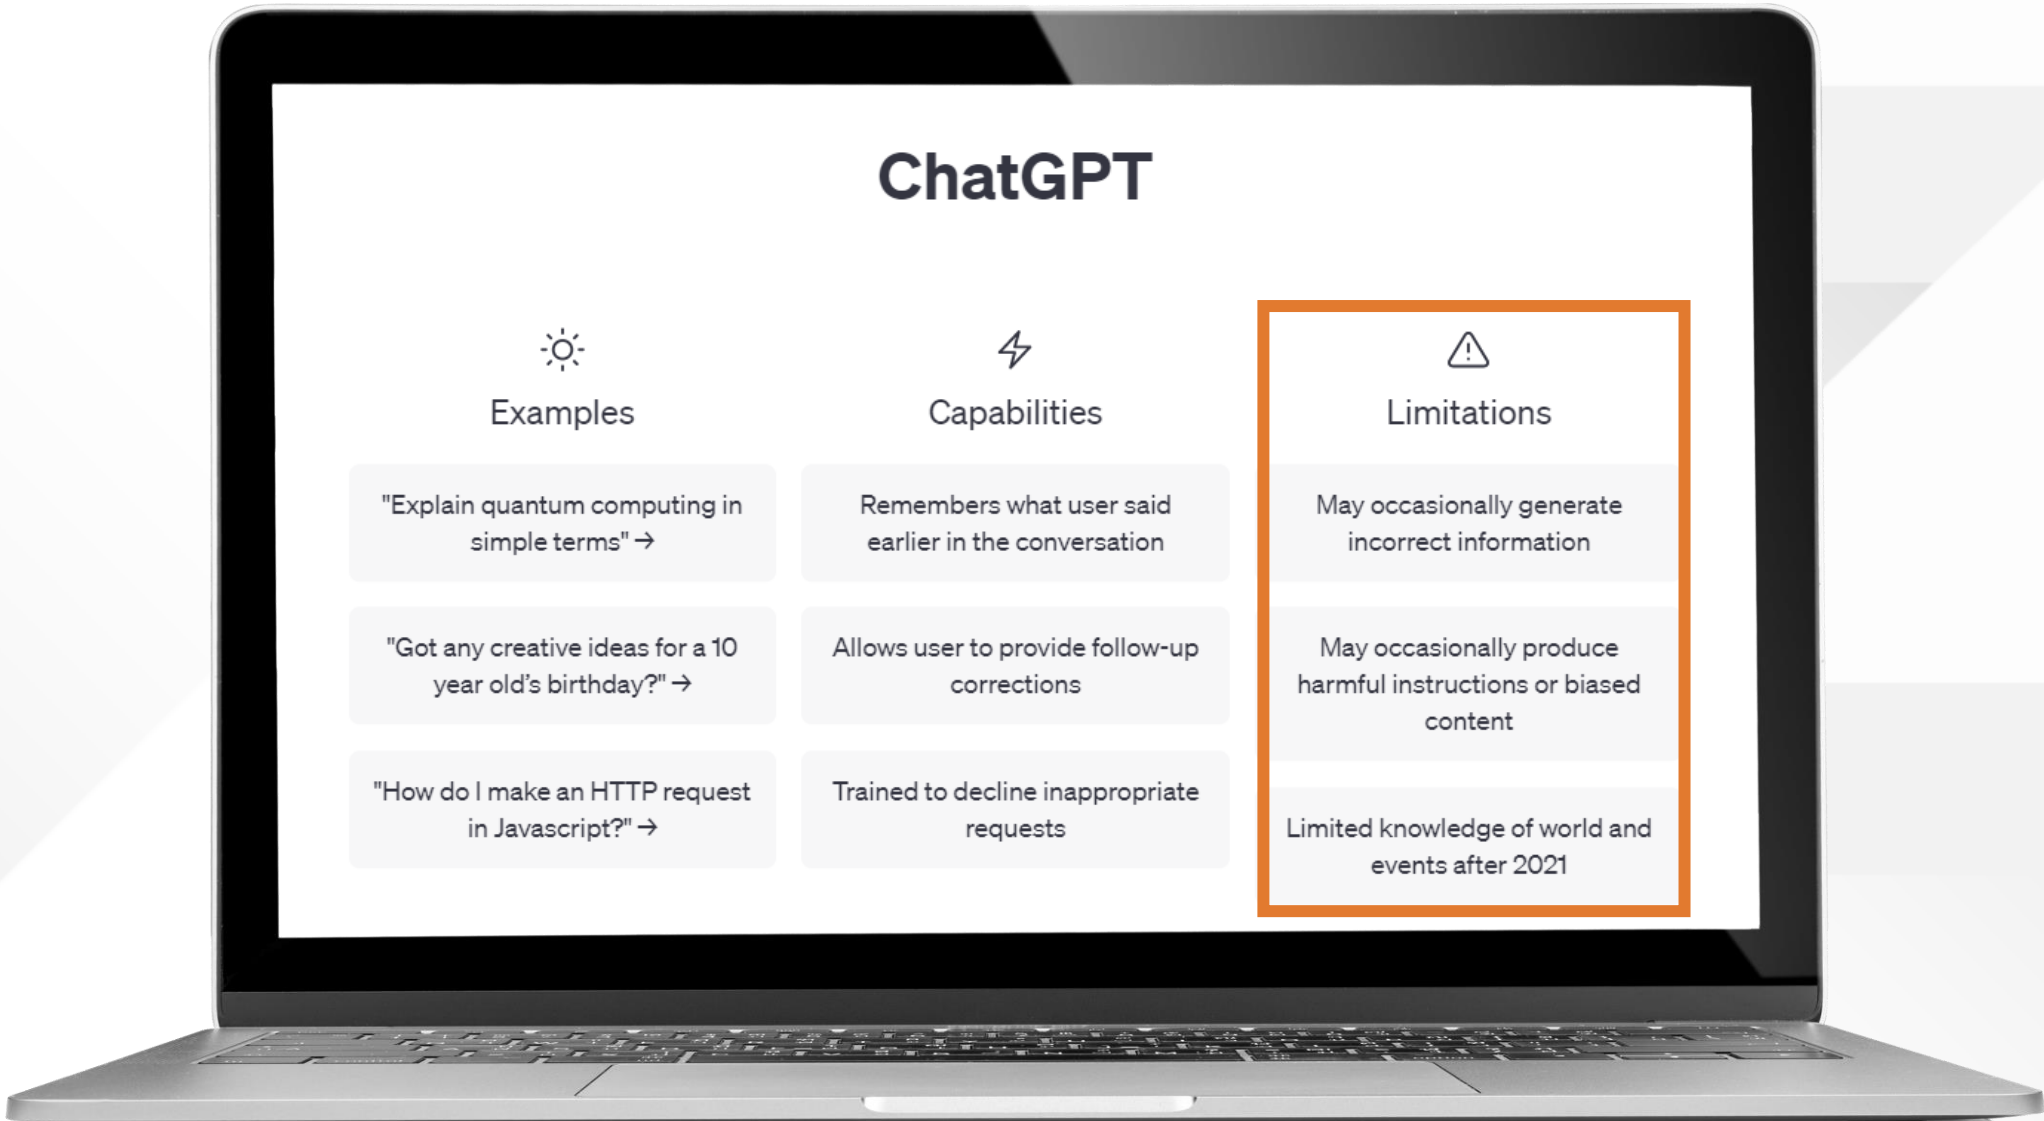 ChatGPT
Examples
"Explain quantum computing in
simple terms" →
"Got any creative ideas for a 10
year old’s birthday?" →
"How do I make an HTTP request
in Javascript?" →
Capabilities
Remembers what user said
earlier in the conversation
Allows user to provide follow-up
corrections
Trained to decline inappropriate
requests
Limitations
May occasionally generate
incorrect information
May occasionally produce
harmful instructions or biased
content
Limited knowledge of world and
events after 2021